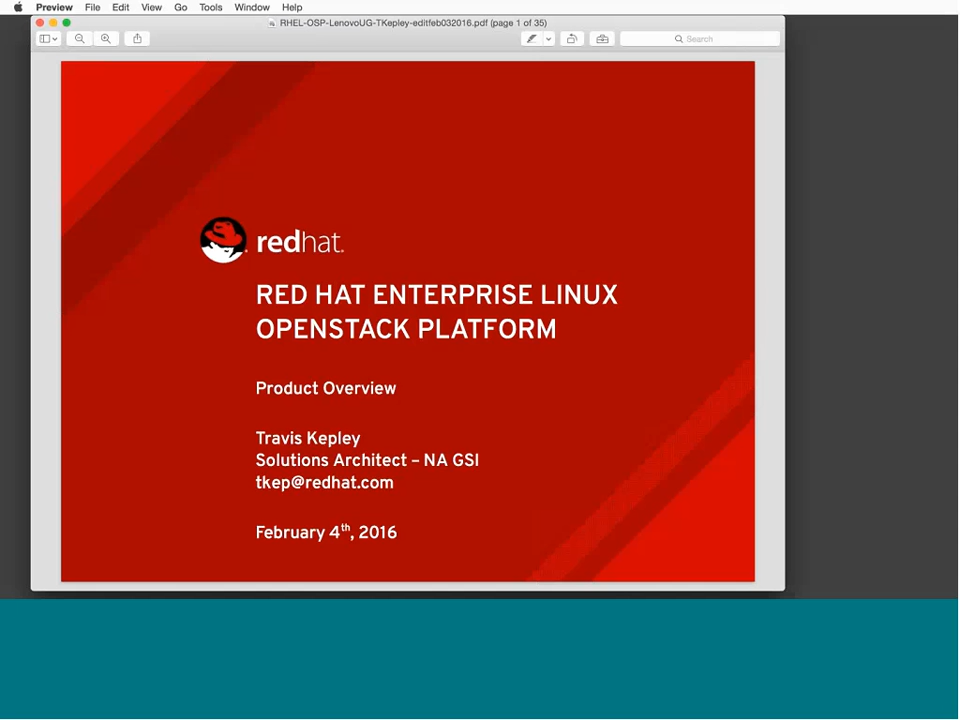 Preview File Edit View Go Tools Window Help
RHEL-OSP-LenovoUG-TKepley-editfeb032016.pdf (page 1 of 35)
Search
redhat.
RED HAT ENTERPRISE LINUX
OPENSTACK PLATFORM
Product Overview
Travis Kepley
Solutions Architect – NA GSI
tkep@redhat.com
February 4th, 2016